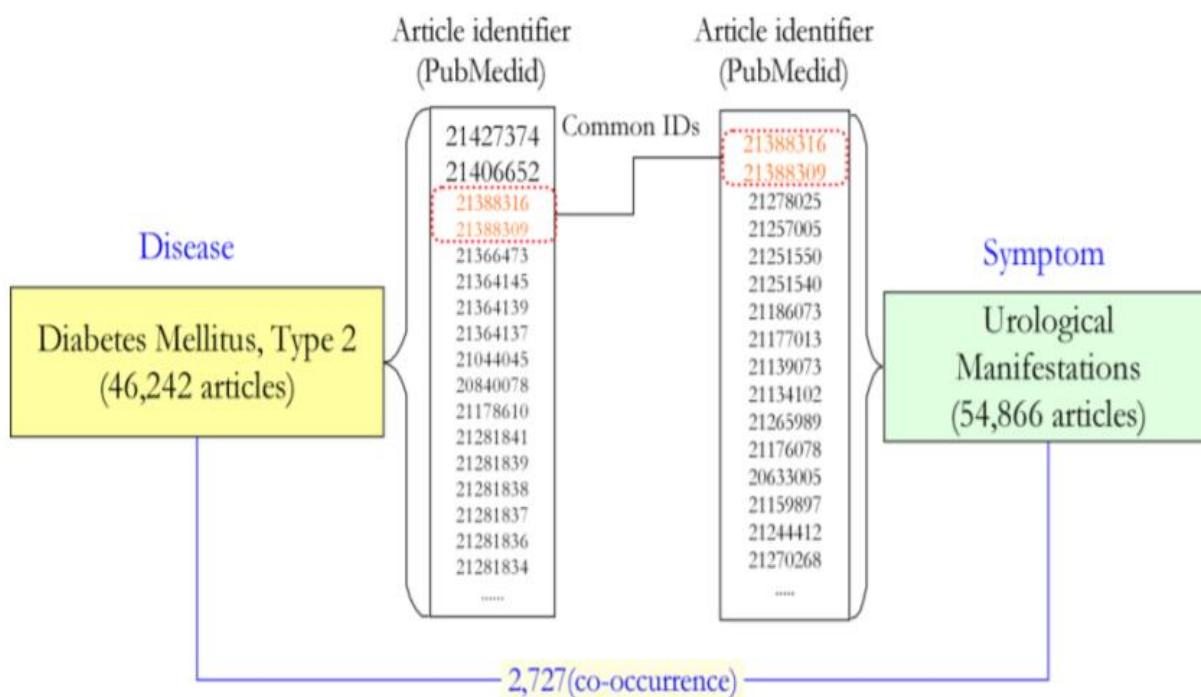 Article identifier
(PubMedid)
Article identifier
(PubMedid)
Common IDs
21427374
21406652
21388316
21388309
21366473
21364145
21364139
21364137
21044045
20840078
21178610
21281841
21281839
21281838
21281837
21281836
21281834
......
21388316
21388309
21278025
21257005
21251550
21251540
21186073
21177013
21139073
21134102
21265989
21176078
20633005
21159897
21244412
21270268
.....
Disease
Diabetes Mellitus, Type 2
(46,242 articles)
Symptom
Urological
Manifestations
(54,866 articles)
2,727(co-occurrence)